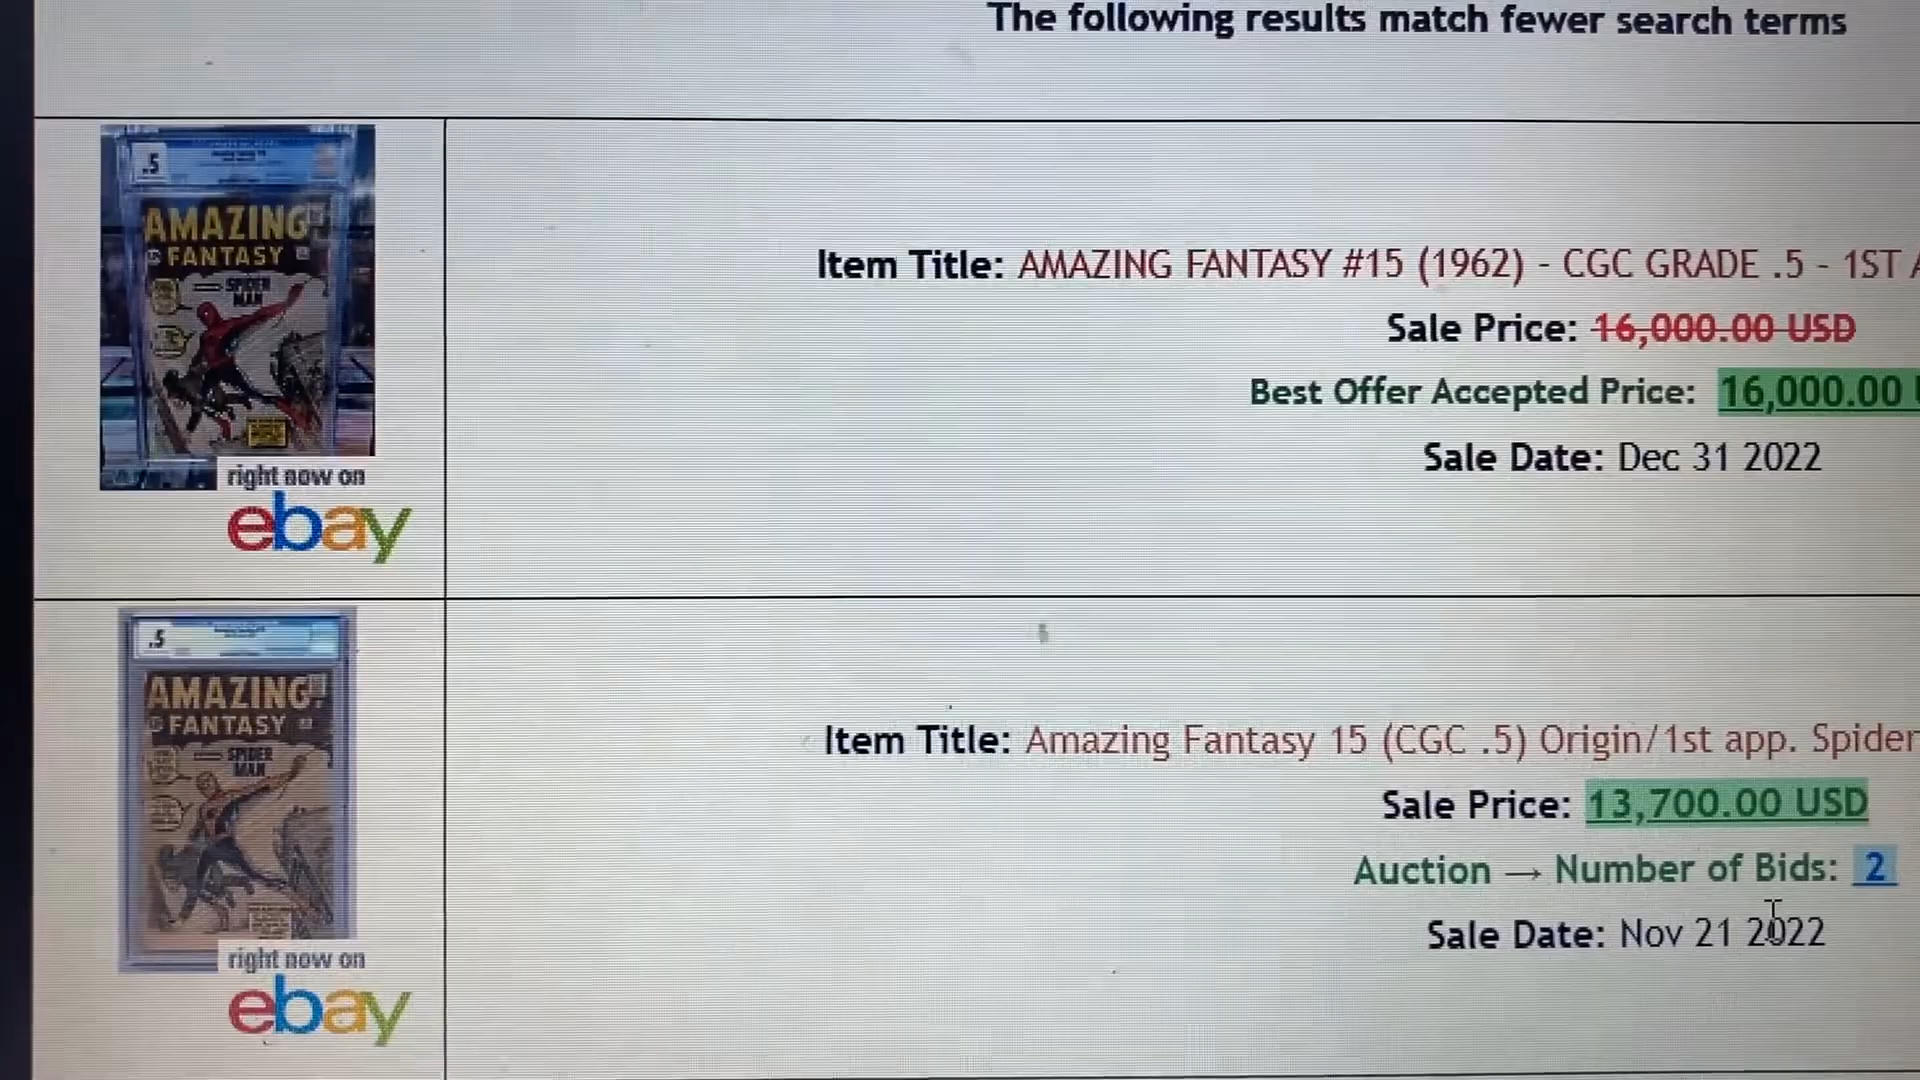 The following results match fewer search terms
.5
AMAZING
FANTASY
SPIDER
MAN
right now on
ebay
Item Title: AMAZING FANTASY #15 (1962) - CGC GRADE .5 - 1ST
Sale Price: 16,000.00 USD
Best Offer Accepted Price: 16,000.00
Sale Date: Dec 31 2022
.5
AMAZING
FANTASY
SPIDER
MAN
right now on
ebay
Item Title: Amazing Fantasy 15 (CGC .5) Origin/1st app. Spider
Sale Price: 13,700.00 USD
Auction → Number of Bids: 2
Sale Date: Nov 21 2022